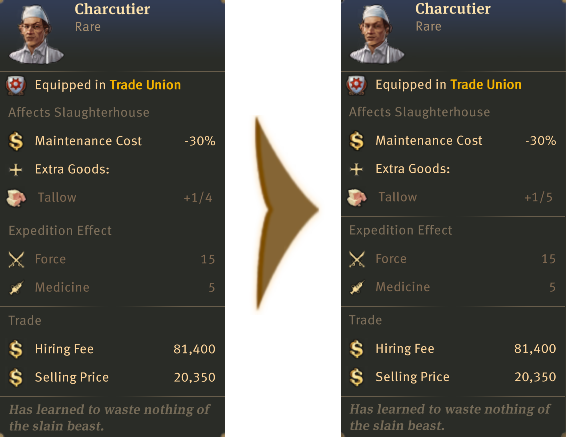 Charcutier
Rare
Equipped in Trade Union
Affects Slaughterhouse
Maintenance Cost -30%
Extra Goods:
Tallow +1/4
Expedition Effect
Force 15
Medicine 5
Trade
Hiring Fee 81,400
Selling Price 20,350
Has learned to waste nothing of
the slain beast.
Charcutier
Rare
Equipped in Trade Union
Affects Slaughterhouse
Maintenance Cost -30%
Extra Goods:
Tallow +1/5
Expedition Effect
Force 15
Medicine 5
Trade
Hiring Fee 81,400
Selling Price 20,350
Has learned to waste nothing of
the slain beast.